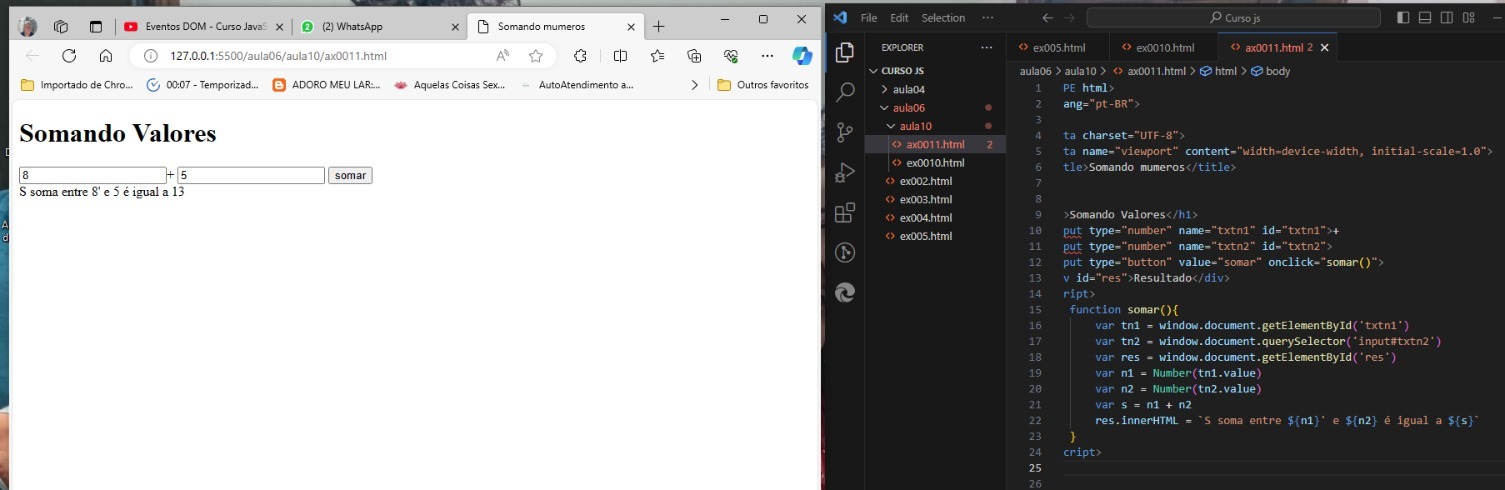 Eventos DOM - Curso JavaS
(2) WhatsApp
Somando mumeros
127.0.0.1:5500/aula06/aula10/ax0011.html
Importado de Chro...
00:07 - Temporizad...
ADORO MEU LAR:...
Aquelas Coisas Sex...
AutoAtendimento a...
Outros favoritos
Somando Valores
8 + 5 somar
S soma entre 8' e 5 é igual a 13
File Edit Selection ···
Curso js
EXPLORER ···
CURSO JS
aula04
aula06
aula10
ax0011.html 2
ex0010.html
ex002.html
ex003.html
ex004.html
ex005.html
ex005.html ex0010.html ax0011.html 2
aula06 > aula10 > ax0011.html > html > body
1 PE html>
2 ang="pt-BR">
3
4 ta charset="UTF-8">
5 ta name="viewport" content="width=device-width, initial-scale=1.0">
6 tle>Somando mumeros</title>
7
8
9 >Somando Valores</h1>
10 put type="number" name="txtn1" id="txtn1">+
11 put type="number" name="txtn2" id="txtn2">
12 put type="button" value="somar" onclick="somar()">
13 v id="res">Resultado</div>
14 ript>
15 function somar(){
16 var tn1 = window.document.getElementById('txtn1')
17 var tn2 = window.document.querySelector('input#txtn2')
18 var res = window.document.getElementById('res')
19 var n1 = Number(tn1.value)
20 var n2 = Number(tn2.value)
21 var s = n1 + n2
22 res.innerHTML = `S soma entre ${n1}' e ${n2} é igual a ${s}`
23 }
24 cript>
25
26